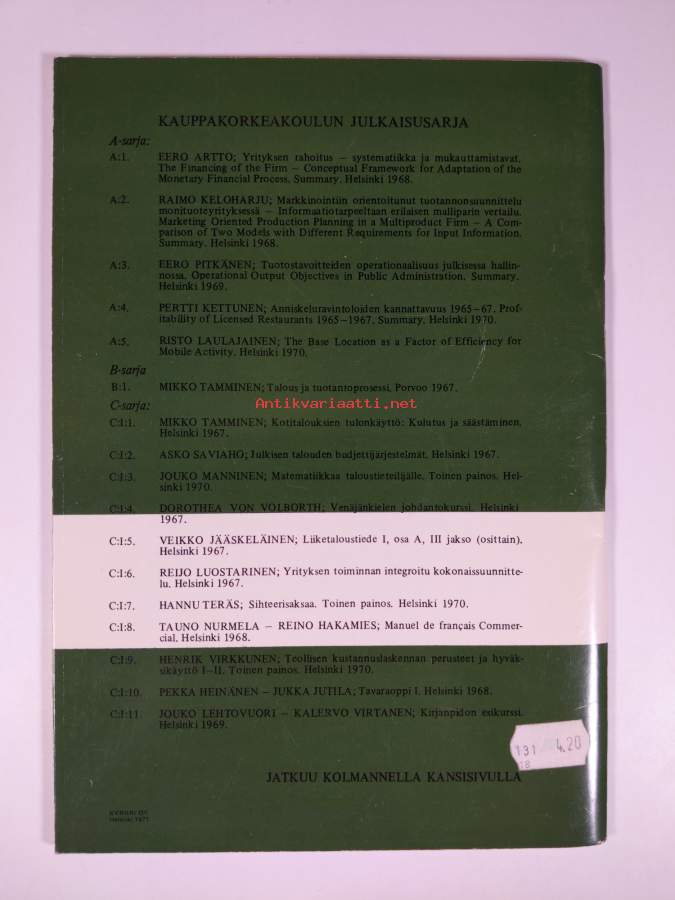 KAUPPAKORKEAKOULUN JULKAISUSARJA
A-sarja:
A:1. EERO ARTTO; Yrityksen rahoitus – systematiikka ja mukauttamistavat.
The Financing of the Firm – Conceptual Framework for Adaptation of the
Monetary Financial Process. Summary. Helsinki 1968.
A:2. RAIMO KELOHARJU; Markkinointiin orientoitunut tuotannonsuunnittelu
monituoteyrityksessä – Informaatiotarpeeltaan erilaisen malliparin vertailu.
Marketing Oriented Production Planning in a Multiproduct Firm – A Com-
parison of Two Models with Different Requirements for Input Information.
Summary. Helsinki 1968.
A:3. EERO PITKÄNEN; Tuotostavoitteiden operationaalisuus julkisessa hallin-
nossa. Operational Output Objectives in Public Administration. Summary.
Helsinki 1969.
A:4. PERTTI KETTUNEN; Anniskeluravintoloiden kannattavuus 1965–67. Prof-
itability of Licensed Restaurants 1965–1967. Summary. Helsinki 1970.
A:5. RISTO LAULAJAINEN; The Base Location as a Factor of Efficiency for
Mobile Activity. Helsinki 1970.
B-sarja
B:1. MIKKO TAMMINEN; Talous ja tuotantoprosessi. Porvoo 1967.
Antikvariaatti.net
C-sarja:
C:I:1. MIKKO TAMMINEN; Kotitalouksien tulonkäyttö: Kulutus ja säästäminen.
Helsinki 1967.
C:I:2. ASKO SAVIAHO; Julkisen talouden budjettijärjestelmät. Helsinki 1967.
C:I:3. JOUKO MANNINEN; Matematiikkaa taloustieteilijälle. Toinen painos. Hel-
sinki 1970.
C:I:4. DOROTHEA VON VOLBORTH; Venäjänkielen johdantokurssi. Helsinki
1967.
C:I:5. VEIKKO JÄÄSKELÄINEN; Liiketaloustiede I, osa A, III jakso (osittain).
Helsinki 1967.
C:I:6. REIJO LUOSTARINEN; Yrityksen toiminnan integroitu kokonaissuunnitte-
lu. Helsinki 1967.
C:I:7. HANNU TERÄS; Sihteerisaksaa. Toinen painos. Helsinki 1970.
C:I:8. TAUNO NURMELA – REINO HAKAMIES; Manuel de français Commer-
cial. Helsinki 1968.
C:I:9. HENRIK VIRKKUNEN; Teollisen kustannuslaskennan perusteet ja hyväk-
sikäyttö I–II. Toinen painos. Helsinki 1970.
C:I:10. PEKKA HEINÄNEN – JUKKA JUTILA; Tavaraoppi I. Helsinki 1968.
C:I:11. JOUKO LEHTOVUORI – KALERVO VIRTANEN; Kirjanpidon esikurssi.
Helsinki 1969.
131 4.20
18
JATKUU KOLMANNELLA KANSISIVULLA
Helsinki 1971